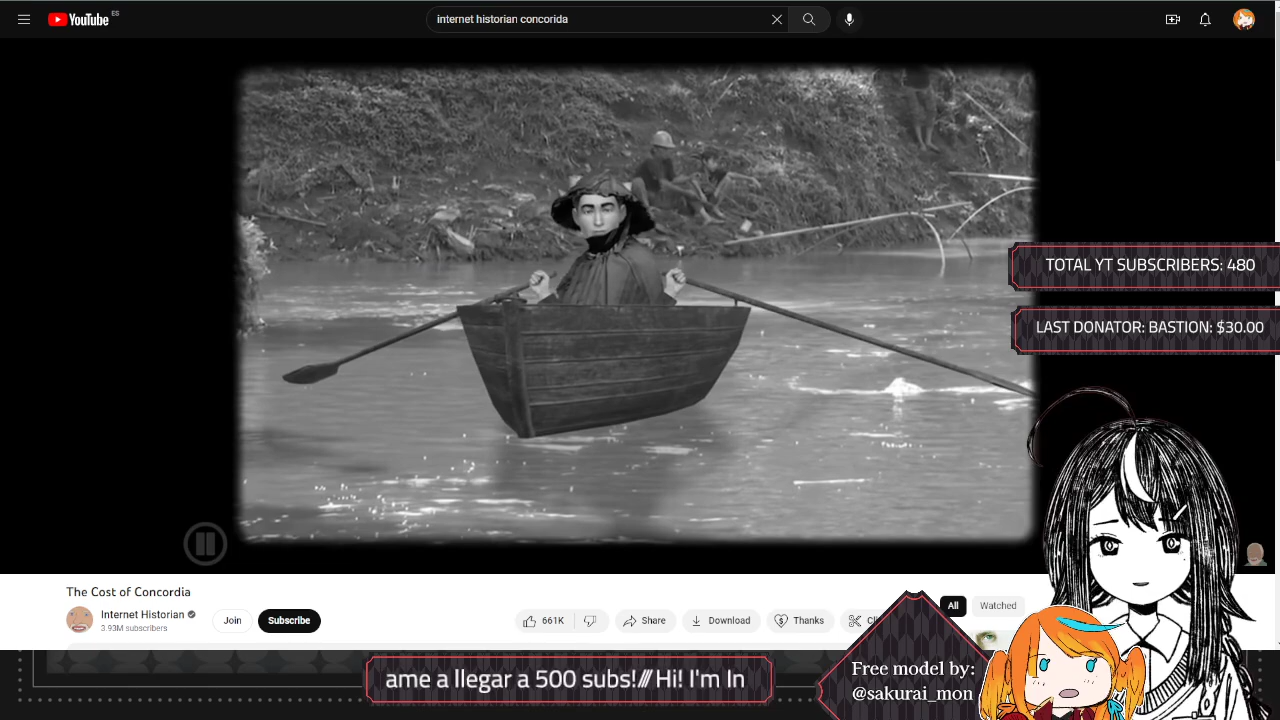 YouTube ES
internet historian concorida
TOTAL YT SUBSCRIBERS: 480
LAST DONATOR: BASTION: $30.00
The Cost of Concordia
Internet Historian
3.93M subscribers
Join
Subscribe
661K
Share
Download
Thanks
Cl
All
Watched
ame a llegar a 500 subs!/// Hi! I'm In
Free model by:
@sakurai_mon